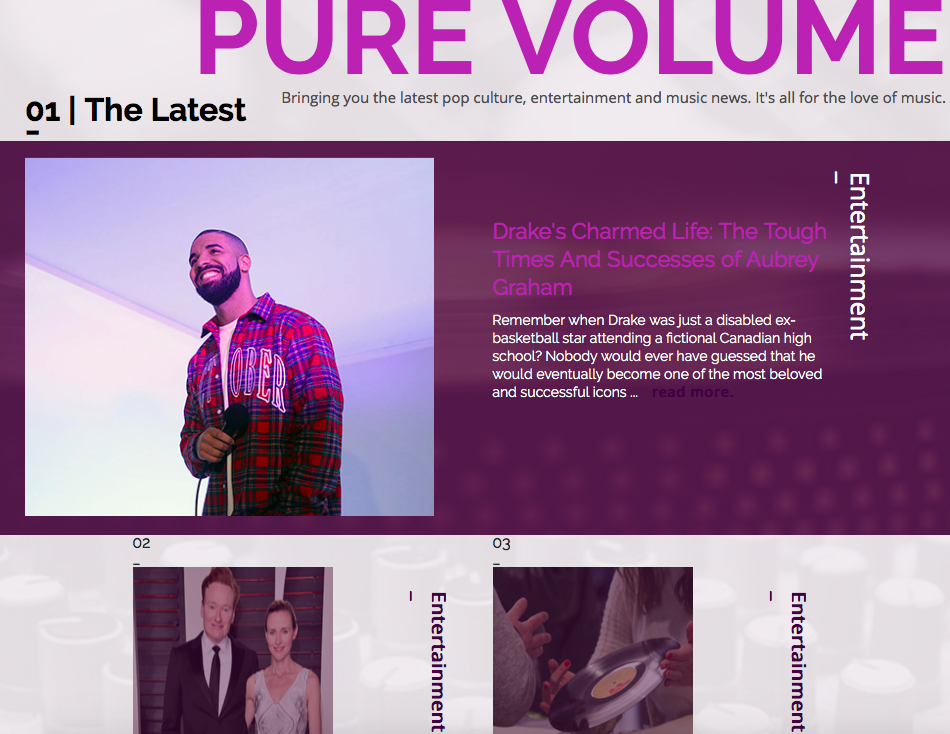 PURE VOLUME
Bringing you the latest pop culture, entertainment and music news. It's all for the love of music.
01 | The Latest
–
Entertainment
–
Drake's Charmed Life: The Tough
Times And Successes of Aubrey
Graham
Remember when Drake was just a disabled ex-
basketball star attending a fictional Canadian high
school? Nobody would ever have guessed that he
would eventually become one of the most beloved
and successful icons ... read more.
OBER
02
–
Entertainment
–
03
–
Entertainment
–